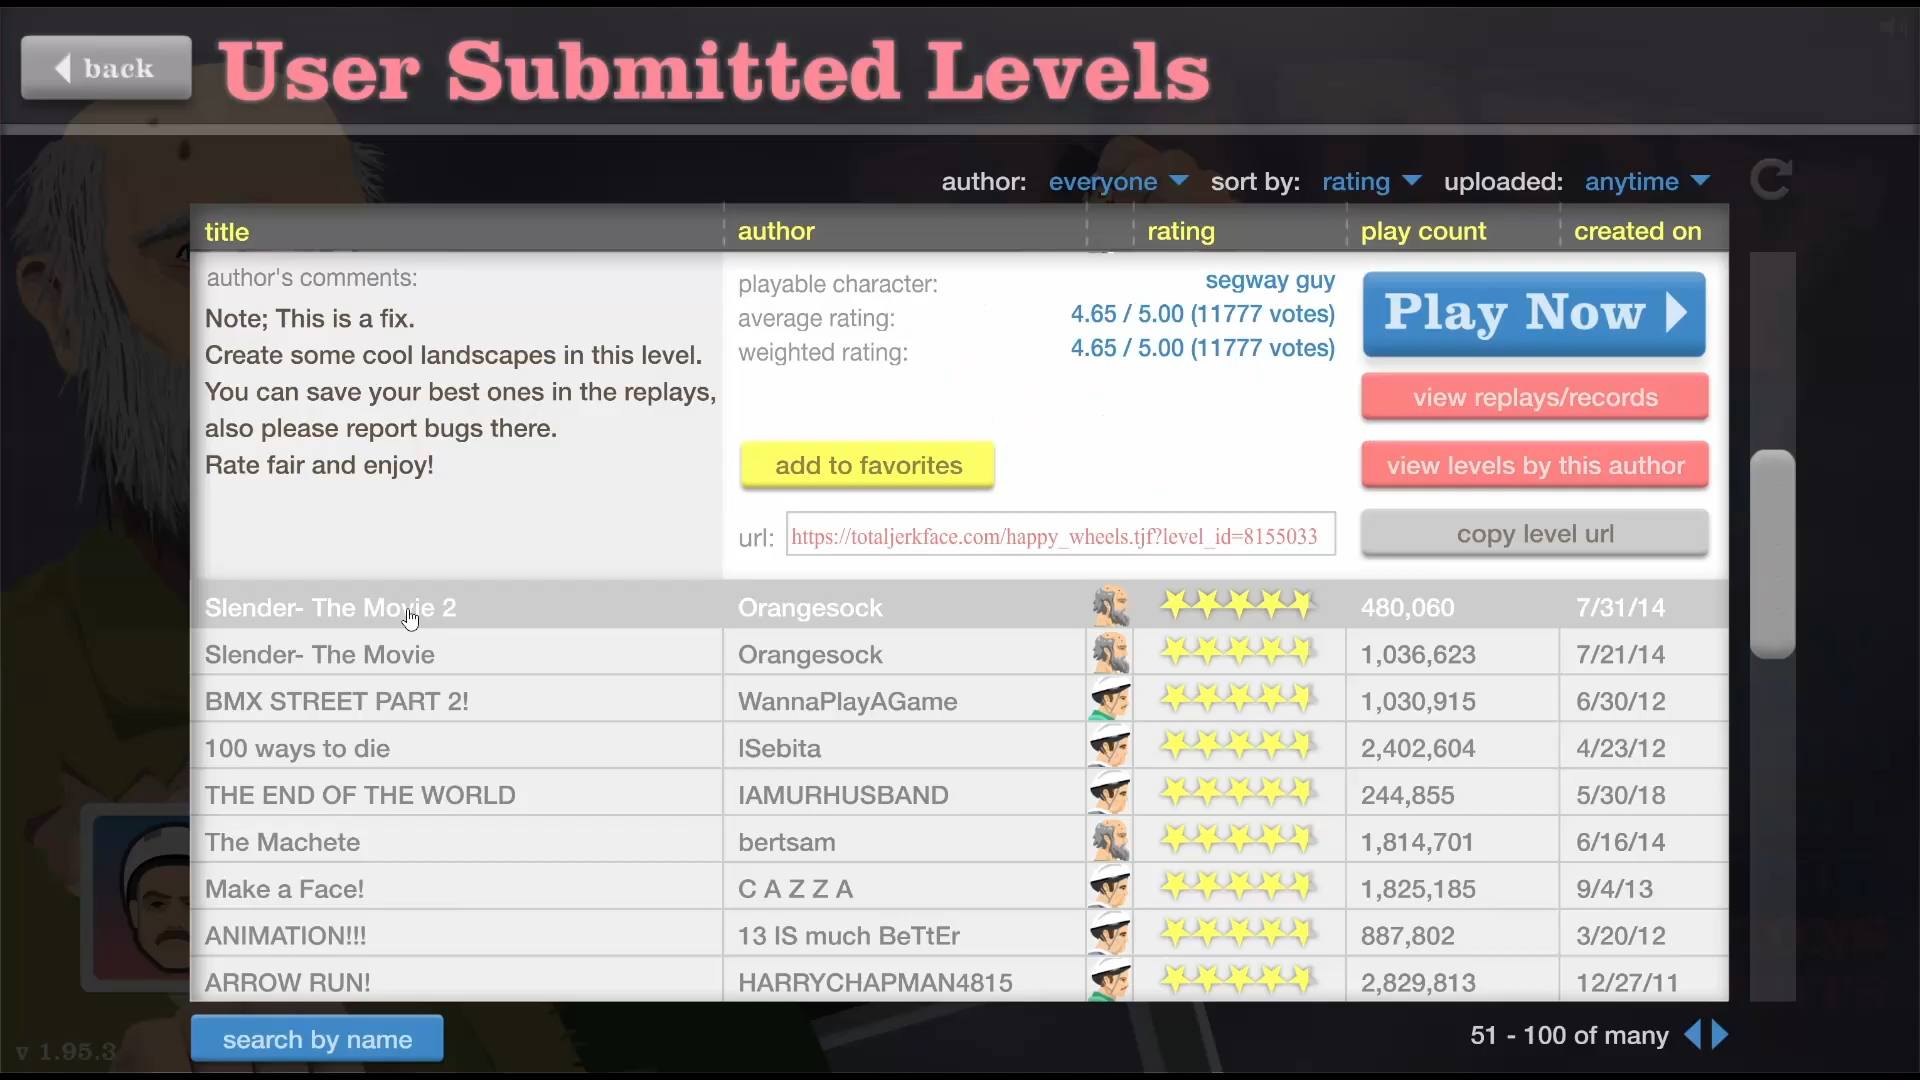 back
User Submitted Levels
author: everyone sort by: rating uploaded: anytime
title author rating play count created on
author's comments:
Note; This is a fix.
Create some cool landscapes in this level.
You can save your best ones in the replays,
also please report bugs there.
Rate fair and enjoy!
playable character: segway guy
average rating: 4.65 / 5.00 (11777 votes)
weighted rating: 4.65 / 5.00 (11777 votes)
add to favorites
url: https://totaljerkface.com/happy_wheels.tjf?level_id=8155033
Play Now
view replays/records
view levels by this author
copy level url
Slender- The Movie 2 Orangesock 480,060 7/31/14
Slender- The Movie Orangesock 1,036,623 7/21/14
BMX STREET PART 2! WannaPlayAGame 1,030,915 6/30/12
100 ways to die ISebita 2,402,604 4/23/12
THE END OF THE WORLD IAMURHUSBAND 244,855 5/30/18
The Machete bertsam 1,814,701 6/16/14
Make a Face! C A Z Z A 1,825,185 9/4/13
ANIMATION!!! 13 IS much BeTtEr 887,802 3/20/12
ARROW RUN! HARRYCHAPMAN4815 2,829,813 12/27/11
search by name
51 - 100 of many
v 1.95.3